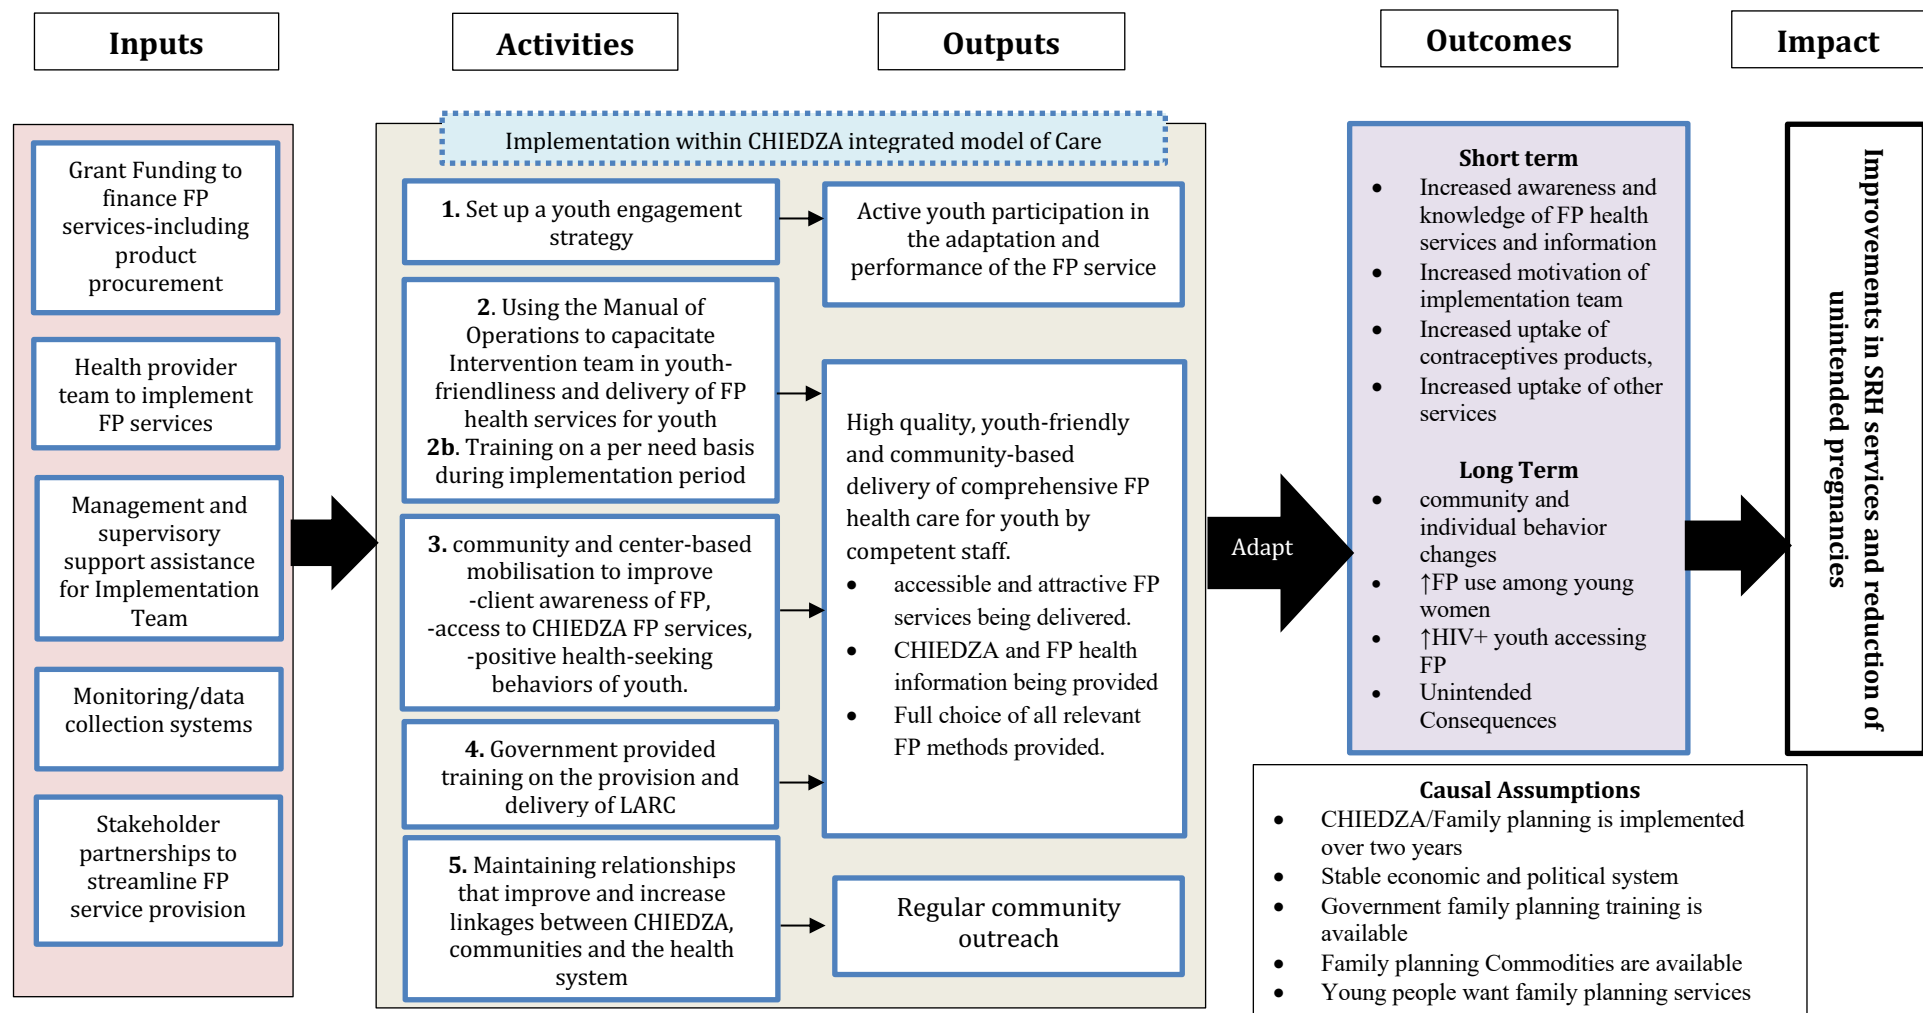 Inputs
Activities
Outputs
Outcomes
Impact
Grant Funding to
finance FP
services-including
product
procurement
Health provider
team to implement
FP services
Management and
supervisory
support assistance
for Implementation
Team
Monitoring/data
collection systems
Stakeholder
partnerships to
streamline FP
service provision
Implementation within CHIEDZA integrated model of Care
1. Set up a youth engagement
strategy
2. Using the Manual of
Operations to capacitate
Intervention team in youth-
friendliness and delivery of FP
health services for youth
2b. Training on a per need basis
during implementation period
3. community and center-based
mobilisation to improve
-client awareness of FP,
-access to CHIEDZA FP services,
-positive health-seeking
behaviors of youth.
4. Government provided
training on the provision and
delivery of LARC
5. Maintaining relationships
that improve and increase
linkages between CHIEDZA,
communities and the health
system
Active youth participation in
the adaptation and
performance of the FP service
High quality, youth-friendly
and community-based
delivery of comprehensive FP
health care for youth by
competent staff.
• accessible and attractive FP
services being delivered.
• CHIEDZA and FP health
information being provided
• Full choice of all relevant
FP methods provided.
Regular community
outreach
Adapt
Short term
• Increased awareness and
knowledge of FP health
services and information
• Increased motivation of
implementation team
• Increased uptake of
contraceptives products,
• Increased uptake of other
services
Long Term
• community and
individual behavior
changes
• ↑FP use among young
women
• ↑HIV+ youth accessing
FP
• Unintended
Consequences
Improvements in SRH services and reduction of
unintended pregnancies
Causal Assumptions
• CHIEDZA/Family planning is implemented
over two years
• Stable economic and political system
• Government family planning training is
available
• Family planning Commodities are available
• Young people want family planning services